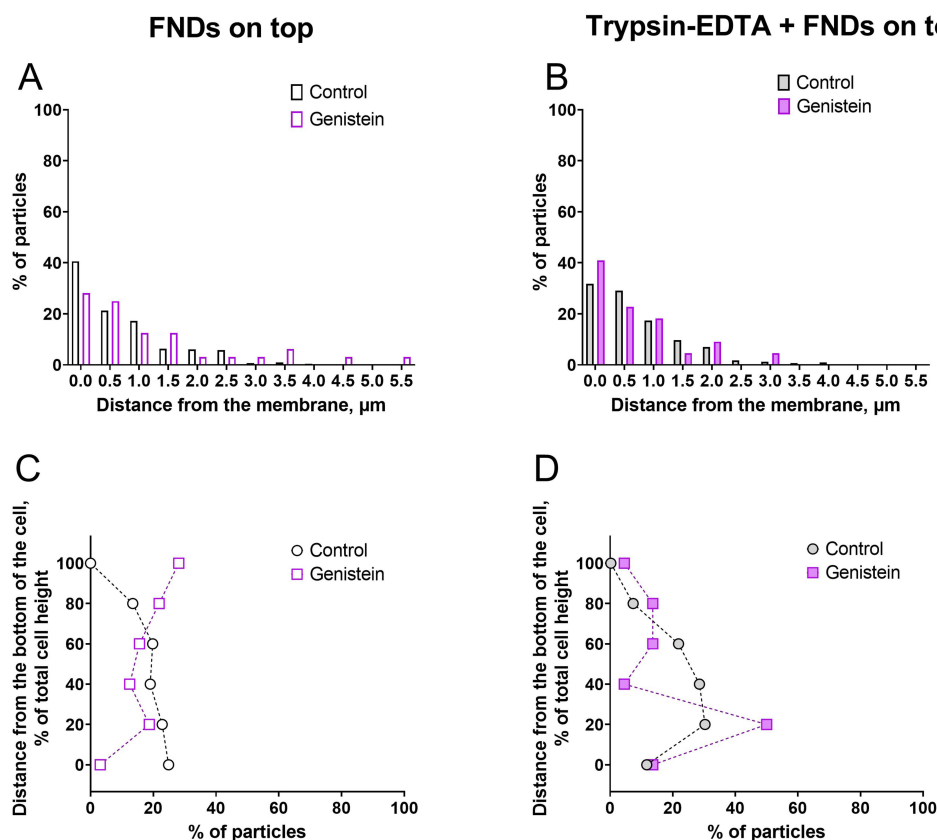 FNDs on top
Trypsin-EDTA + FNDs on to
A
Control
Genistein
% of particles
100
80
60
40
20
0
0.0 0.5 1.0 1.5 2.0 2.5 3.0 3.5 4.0 4.5 5.0 5.5
Distance from the membrane, µm
B
Control
Genistein
% of particles
100
80
60
40
20
0
0.0 0.5 1.0 1.5 2.0 2.5 3.0 3.5 4.0 4.5 5.0 5.5
Distance from the membrane, µm
C
Control
Genistein
Distance from the bottom of the cell,
% of total cell height
100
80
60
40
20
0
0 20 40 60 80 100
% of particles
D
Control
Genistein
Distance from the bottom of the cell,
% of total cell height
100
80
60
40
20
0
0 20 40 60 80 100
% of particles